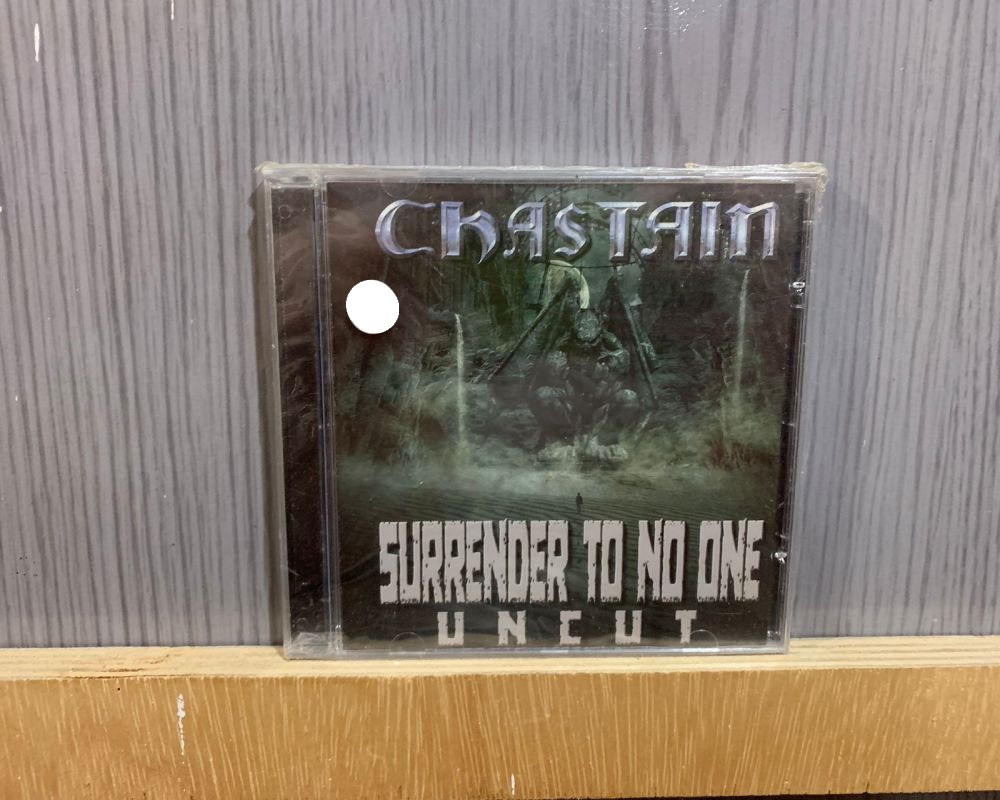 CHASTAIN
SURRENDER TO NO ONE
UNCUT